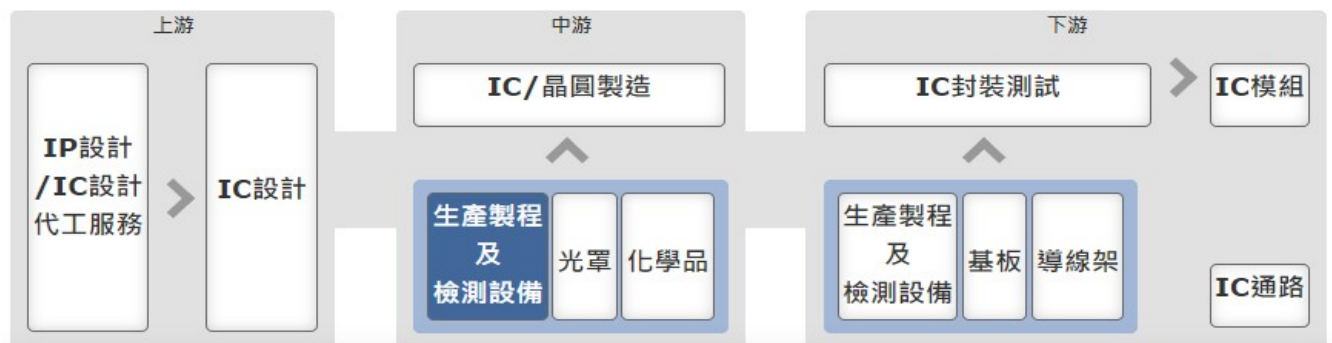 上游
IP設計
/IC設計
代工服務
IC設計
中游
IC/晶圓製造
生產製程
及
檢測設備
光罩
化學品
下游
IC封裝測試
IC模組
生產製程
及
檢測設備
基板
導線架
IC通路